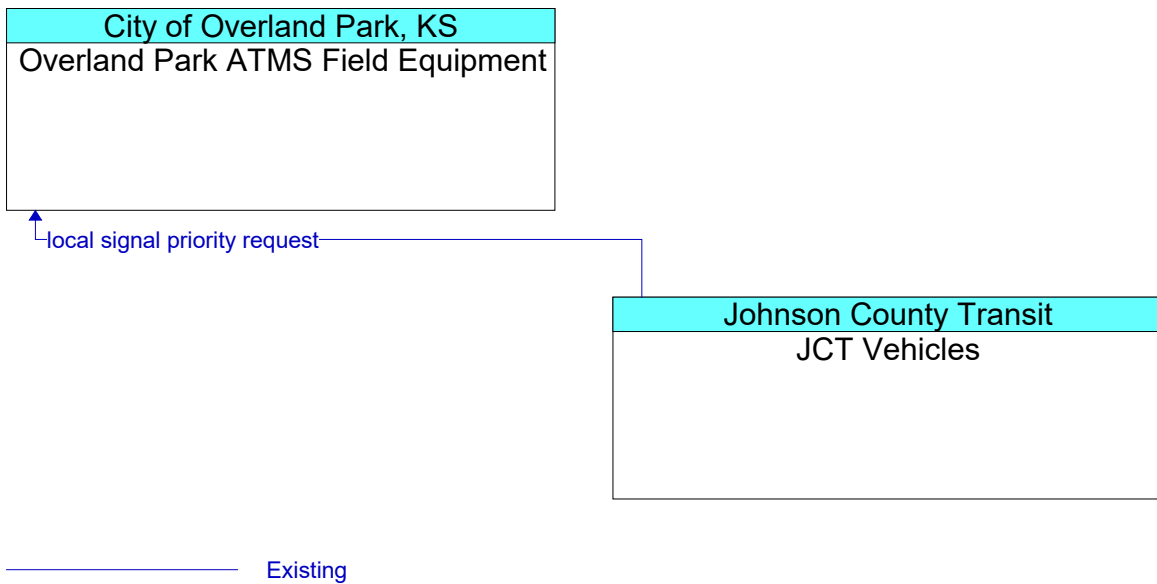 City of Overland Park, KS
Overland Park ATMS Field Equipment
local signal priority request
Johnson County Transit
JCT Vehicles
Existing